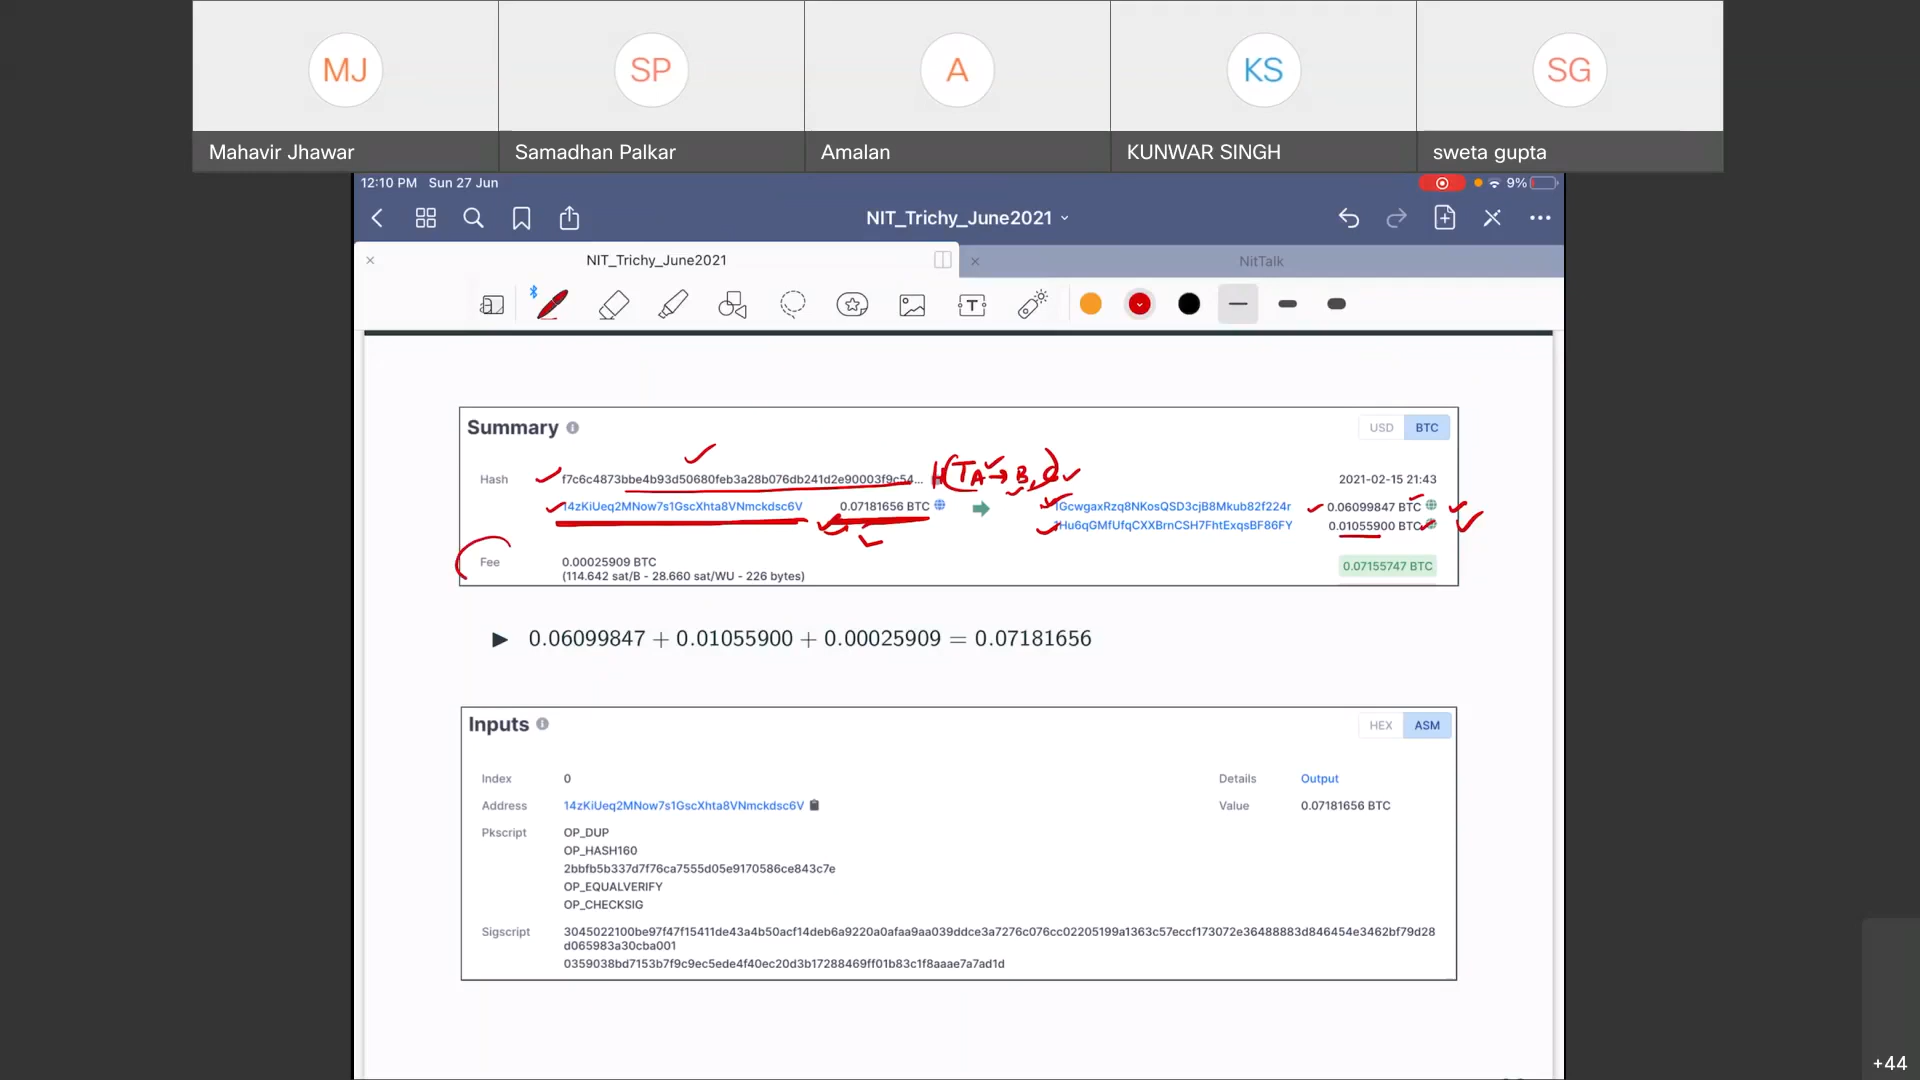 MJ
SP
A
KS
SG
Mahavir Jhawar
Samadhan Palkar
Amalan
KUNWAR SINGH
sweta gupta
12:10 PM Sun 27 Jun
9%
NIT_Trichy_June2021
NIT_Trichy_June2021
NitTalk
Summary
USD BTC
Hash f7c6c4873bbe4b93d50680feb3a28b076db241d2e90003f9c54... H(TA→B,C) 2021-02-15 21:43
14zKiUeq2MNow7s1GscXhta8VNmckdsc6V 0.07181656 BTC 1GcwgaxRzq8NKosQSD3cjB8Mkub82f224r 0.06099847 BTC
1Hu6qGMfUfqCXXBrnCSH7FhtExqsBF86FY 0.01055900 BTC
Fee 0.00025909 BTC 0.07155747 BTC
(114.642 sat/B - 28.660 sat/WU - 226 bytes)
0.06099847 + 0.01055900 + 0.00025909 = 0.07181656
Inputs
HEX ASM
Index 0 Details Output
Address 14zKiUeq2MNow7s1GscXhta8VNmckdsc6V Value 0.07181656 BTC
Pkscript OP_DUP
OP_HASH160
2bbfb5b337d7f76ca7555d05e9170586ce843c7e
OP_EQUALVERIFY
OP_CHECKSIG
Sigscript 3045022100be97f47f15411de43a4b50acf14deb6a9220a0afaa9aa039ddce3a7276c076cc02205199a1363c57eccf173072e36488883d846454e3462bf79d28
d065983a30cba001
0359038bd7153b7f9c9ec5ede4f40ec20d3b17288469ff01b83c1f8aaae7a7ad1d
+44